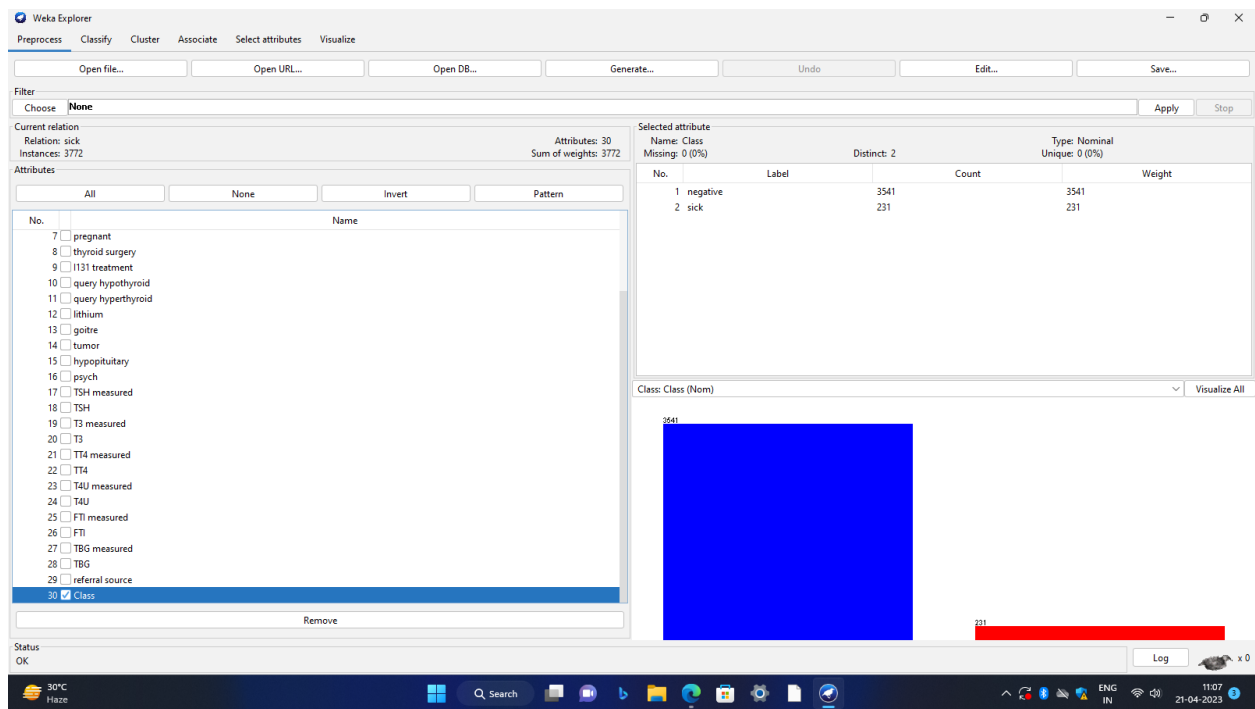 Weka Explorer
Preprocess Classify Cluster Associate Select attributes Visualize
Open file... Open URL... Open DB... Generate... Undo Edit... Save...
Filter
Choose None Apply Stop
Current relation
Relation: sick Attributes: 30
Instances: 3772 Sum of weights: 3772
Attributes
All None Invert Pattern
No. Name
7 pregnant
8 thyroid surgery
9 I131 treatment
10 query hypothyroid
11 query hyperthyroid
12 lithium
13 goitre
14 tumor
15 hypopituitary
16 psych
17 TSH measured
18 TSH
19 T3 measured
20 T3
21 TT4 measured
22 TT4
23 T4U measured
24 T4U
25 FTI measured
26 FTI
27 TBG measured
28 TBG
29 referral source
30 Class
Remove
Selected attribute
Name: Class Type: Nominal
Missing: 0 (0%) Distinct: 2 Unique: 0 (0%)
No. Label Count Weight
1 negative 3541 3541
2 sick 231 231
Class: Class (Nom) Visualize All
3541
231
Status
OK
Log x 0
30°C
Haze
Search
ENG
IN
11:07
21-04-2023
3